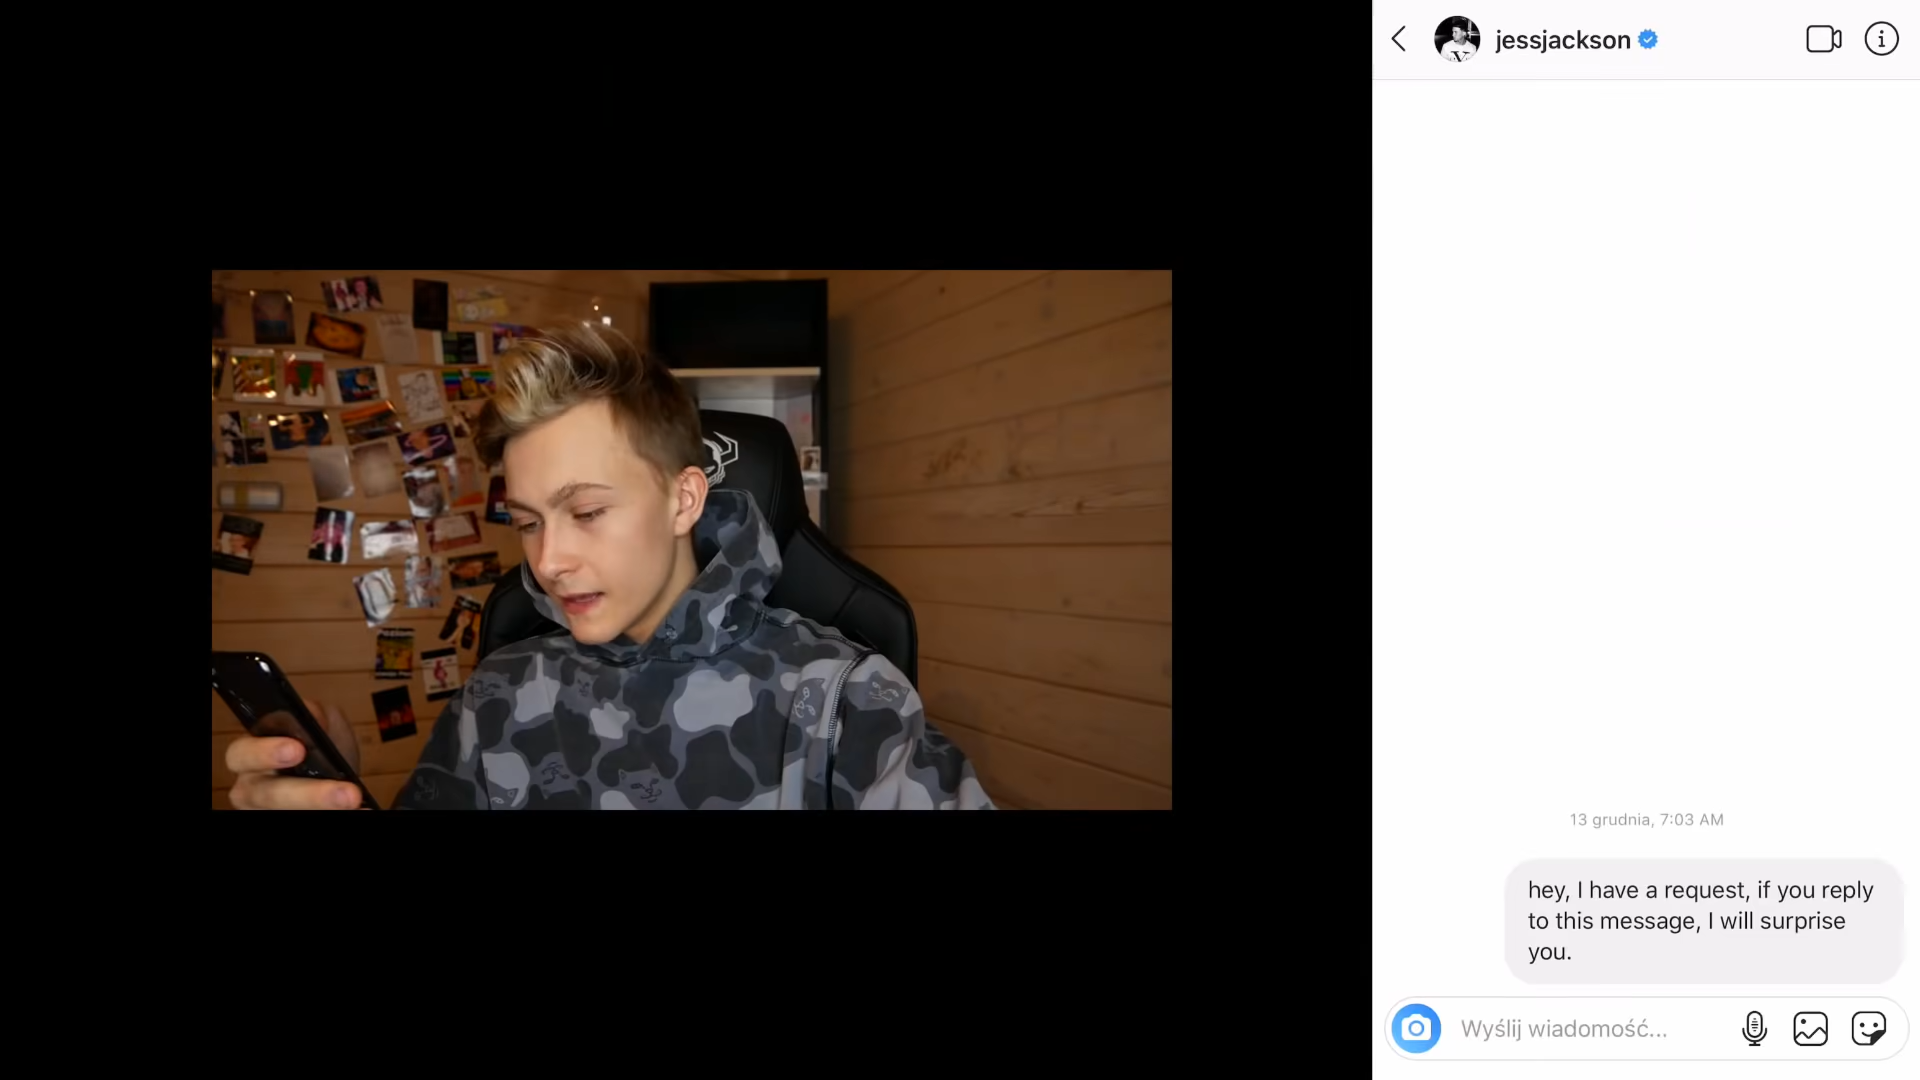 jessjackson
13 grudnia, 7:03 AM
hey, I have a request, if you reply
to this message, I will surprise
you.
Wyślij wiadomość...